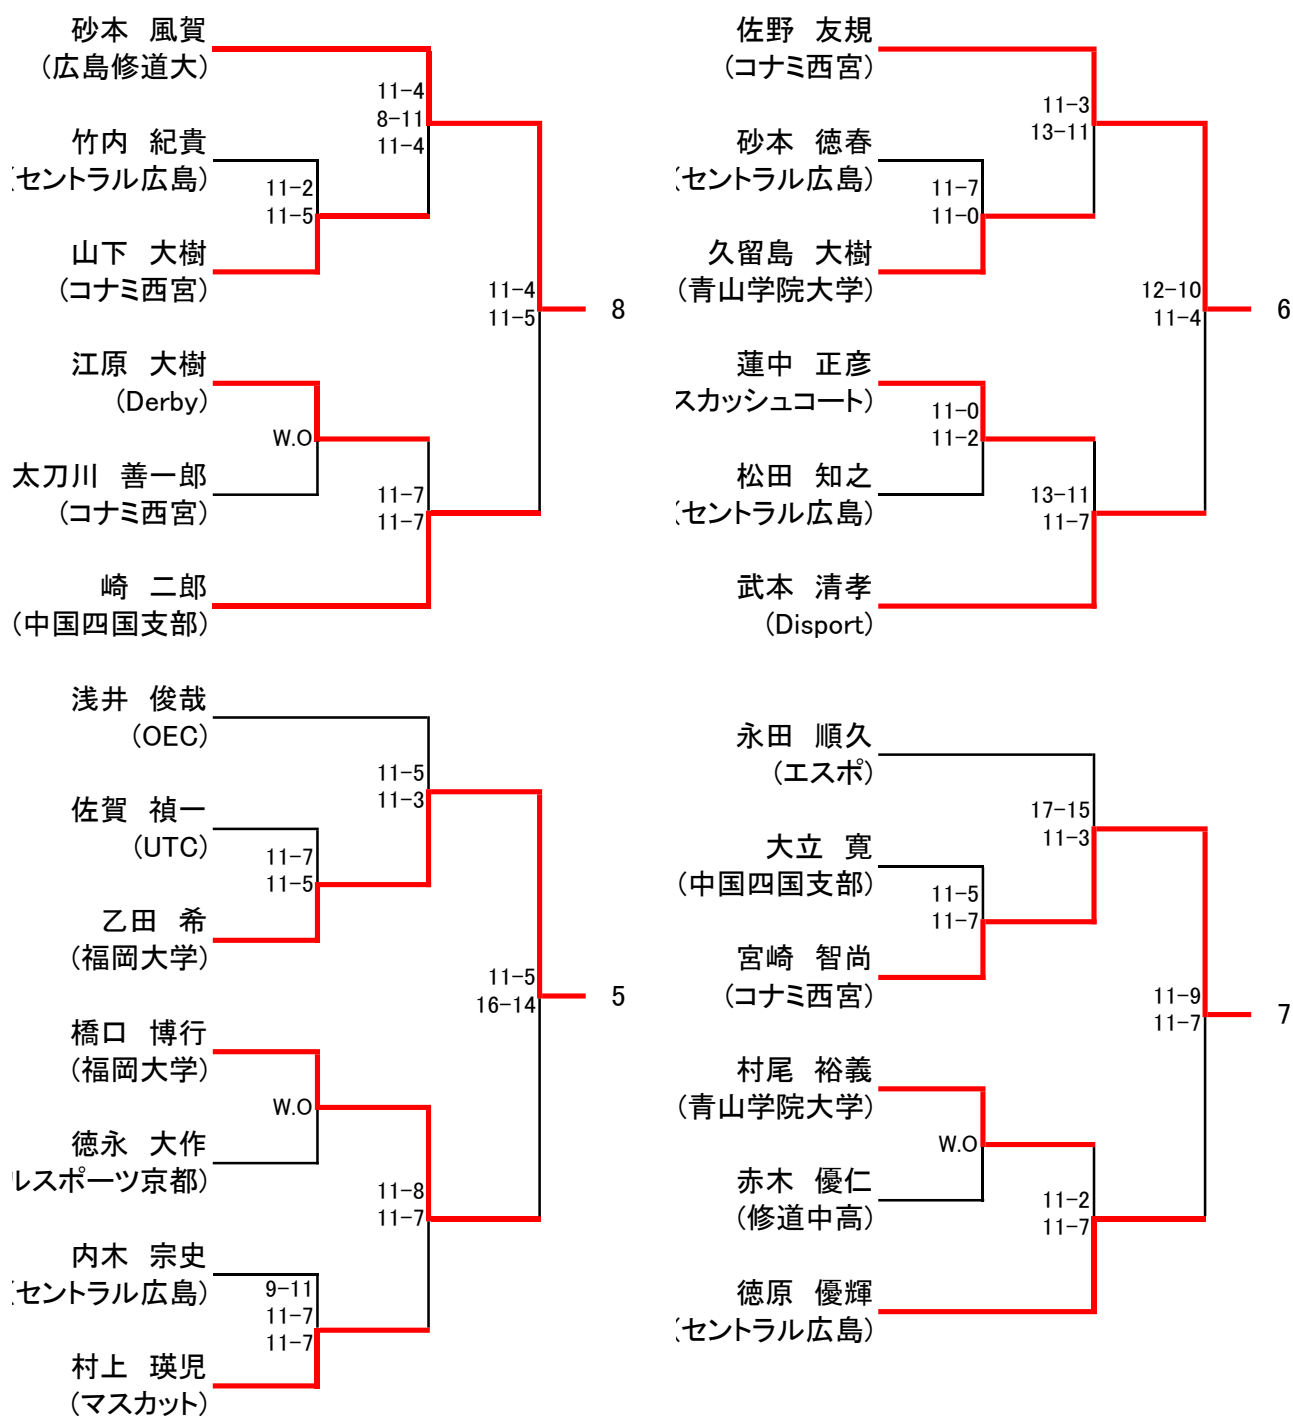 砂本　風賀
(広島修道大)
11-4
8-11
11-4
竹内　紀貴
(セントラル広島)
11-2
11-5
山下　大樹
(コナミ西宮)
11-4
11-5
8
江原　大樹
(Derby)
W.O
太刀川　善一郎
(コナミ西宮)
11-7
11-7
崎　二郎
(中国四国支部)
佐野　友規
(コナミ西宮)
11-3
13-11
砂本　徳春
(セントラル広島)
11-7
11-0
久留島　大樹
(青山学院大学)
12-10
11-4
6
蓮中　正彦
スカッシュコート)
11-0
11-2
松田　知之
(セントラル広島)
13-11
11-7
武本　清孝
(Disport)
浅井　俊哉
(OEC)
11-5
11-3
佐賀　禎一
(UTC)
11-7
11-5
乙田　希
(福岡大学)
11-5
16-14
5
橋口　博行
(福岡大学)
W.O
徳永　大作
ルスポーツ京都)
11-8
11-7
内木　宗史
(セントラル広島)
9-11
11-7
11-7
村上　瑛児
(マスカット)
永田　順久
(エスポ)
17-15
11-3
大立　寛
(中国四国支部)
11-5
11-7
宮崎　智尚
(コナミ西宮)
11-9
11-7
7
村尾　裕義
(青山学院大学)
W.O
赤木　優仁
(修道中高)
11-2
11-7
徳原　優輝
(セントラル広島)